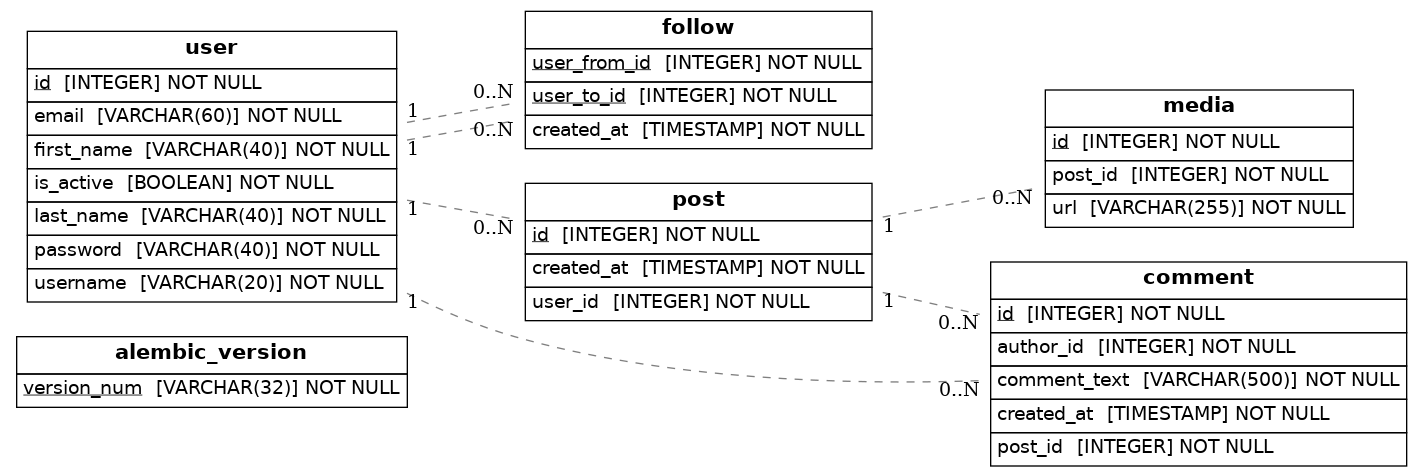 user
id [INTEGER] NOT NULL
email [VARCHAR(60)] NOT NULL
first_name [VARCHAR(40)] NOT NULL
is_active [BOOLEAN] NOT NULL
last_name [VARCHAR(40)] NOT NULL
password [VARCHAR(40)] NOT NULL
username [VARCHAR(20)] NOT NULL
alembic_version
version_num [VARCHAR(32)] NOT NULL
1
0..N
1
0..N
1
0..N
1
0..N
follow
user_from_id [INTEGER] NOT NULL
user_to_id [INTEGER] NOT NULL
created_at [TIMESTAMP] NOT NULL
post
id [INTEGER] NOT NULL
created_at [TIMESTAMP] NOT NULL
user_id [INTEGER] NOT NULL
1
0..N
1
0..N
media
id [INTEGER] NOT NULL
post_id [INTEGER] NOT NULL
url [VARCHAR(255)] NOT NULL
comment
id [INTEGER] NOT NULL
author_id [INTEGER] NOT NULL
comment_text [VARCHAR(500)] NOT NULL
created_at [TIMESTAMP] NOT NULL
post_id [INTEGER] NOT NULL